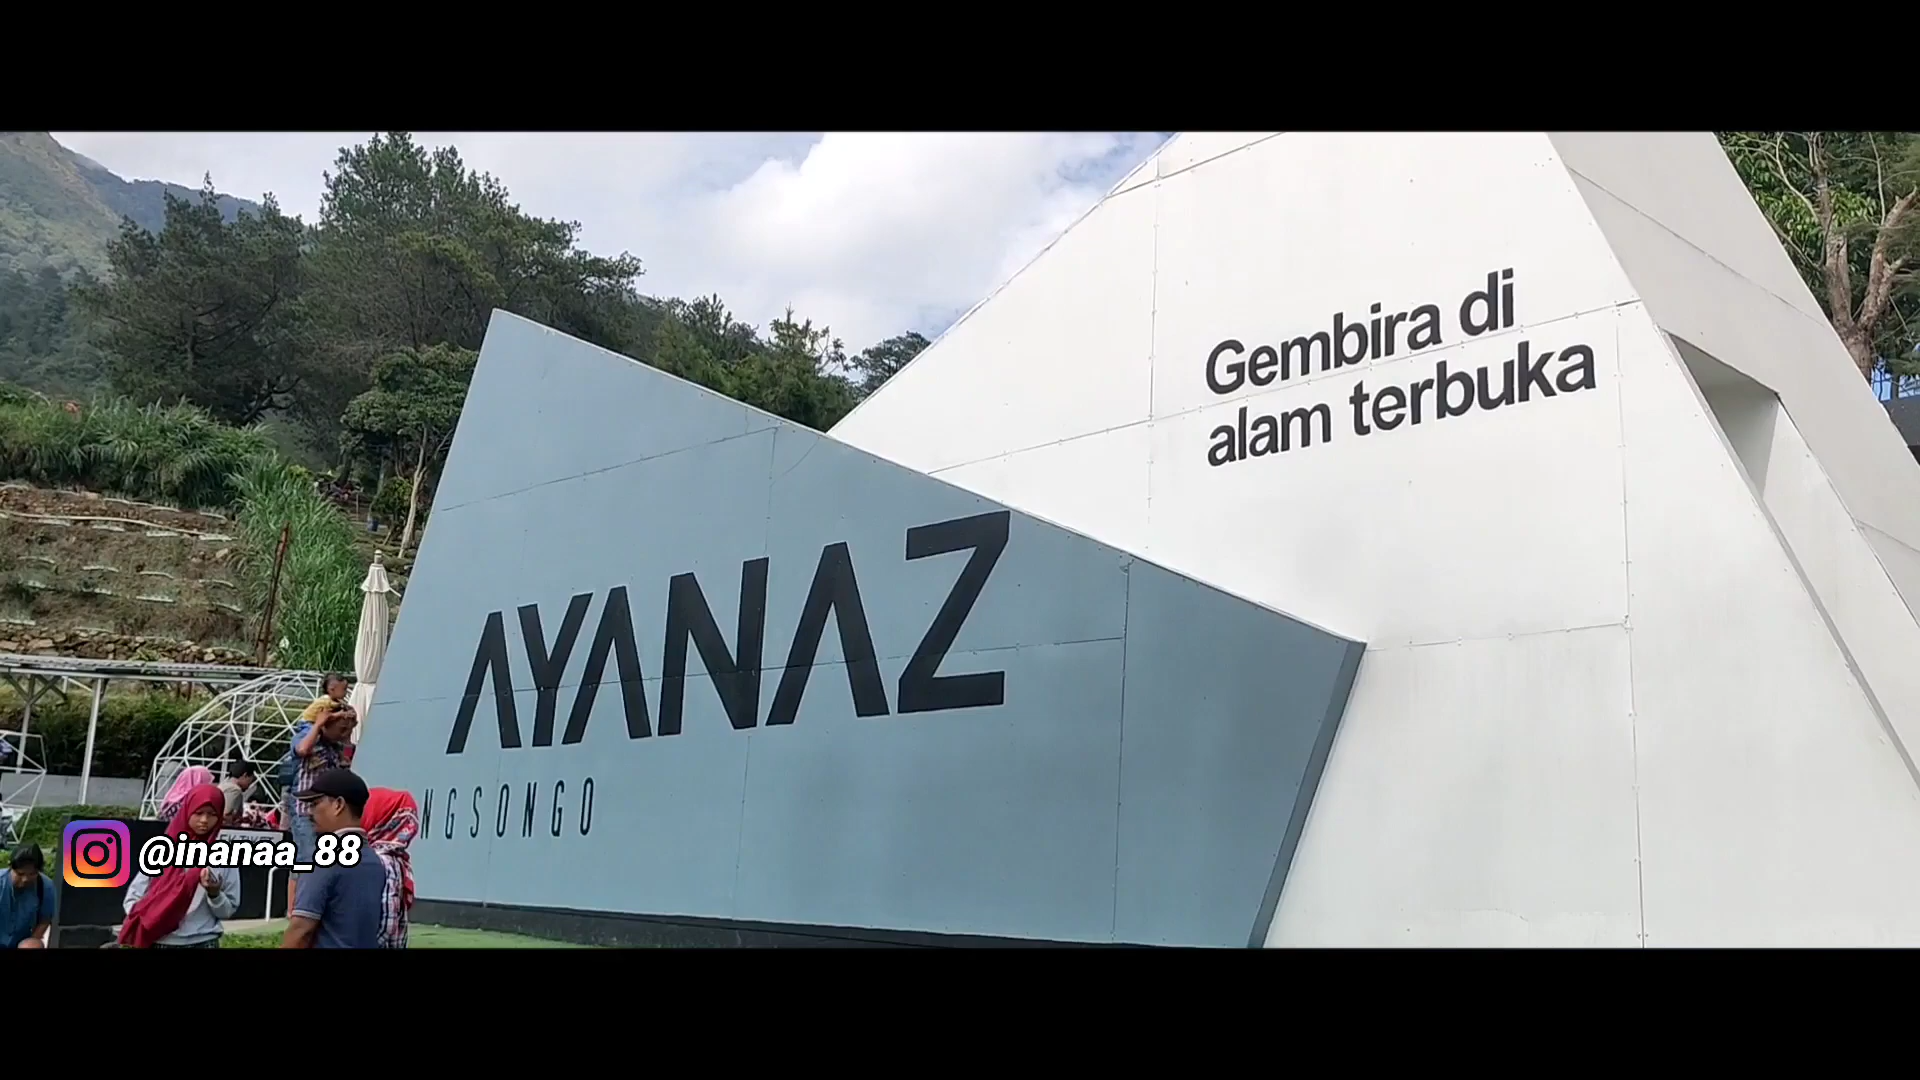 Gembira di
alam terbuka
AYANAZ
NGSONGO
@inanaa_88